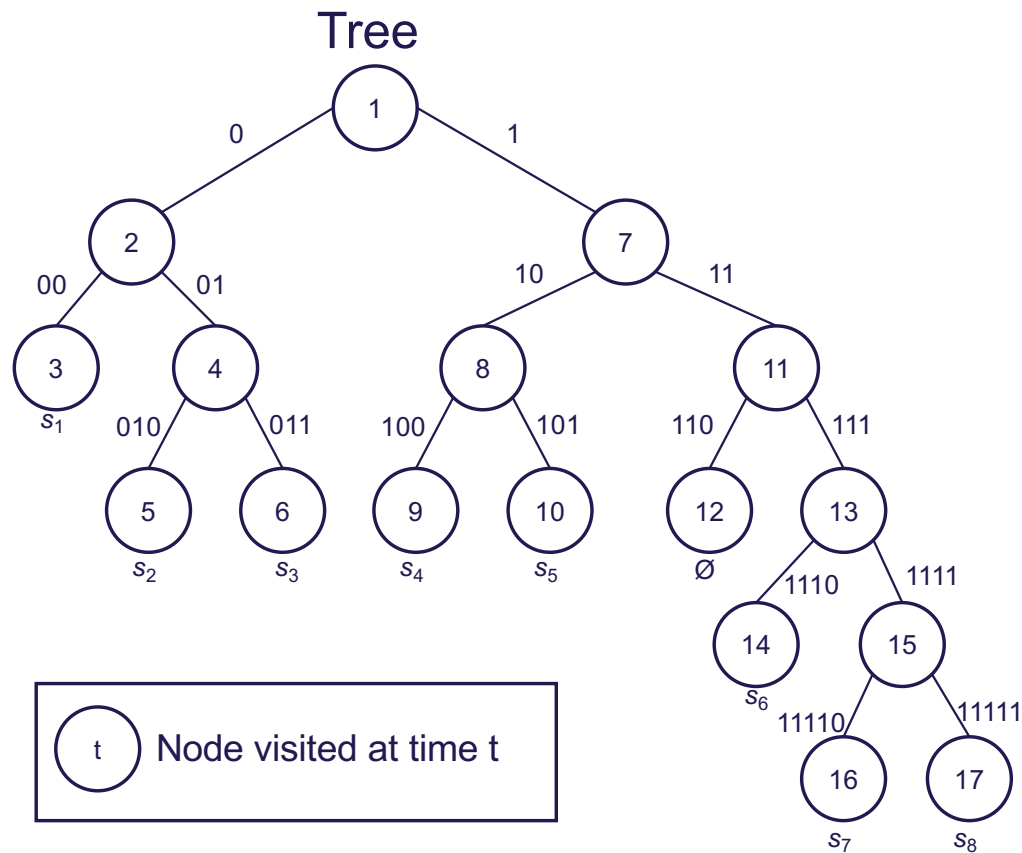 Tree
1
0 1
2 7
00 01 10 11
3 4 8 11
s₁ 010 011 100 101 110 111
5 6 9 10 12 13
s₂ s₃ s₄ s₅ Ø 1110 1111
14 15
s₆ 11110 11111
t Node visited at time t
16 17
s₇ s₈